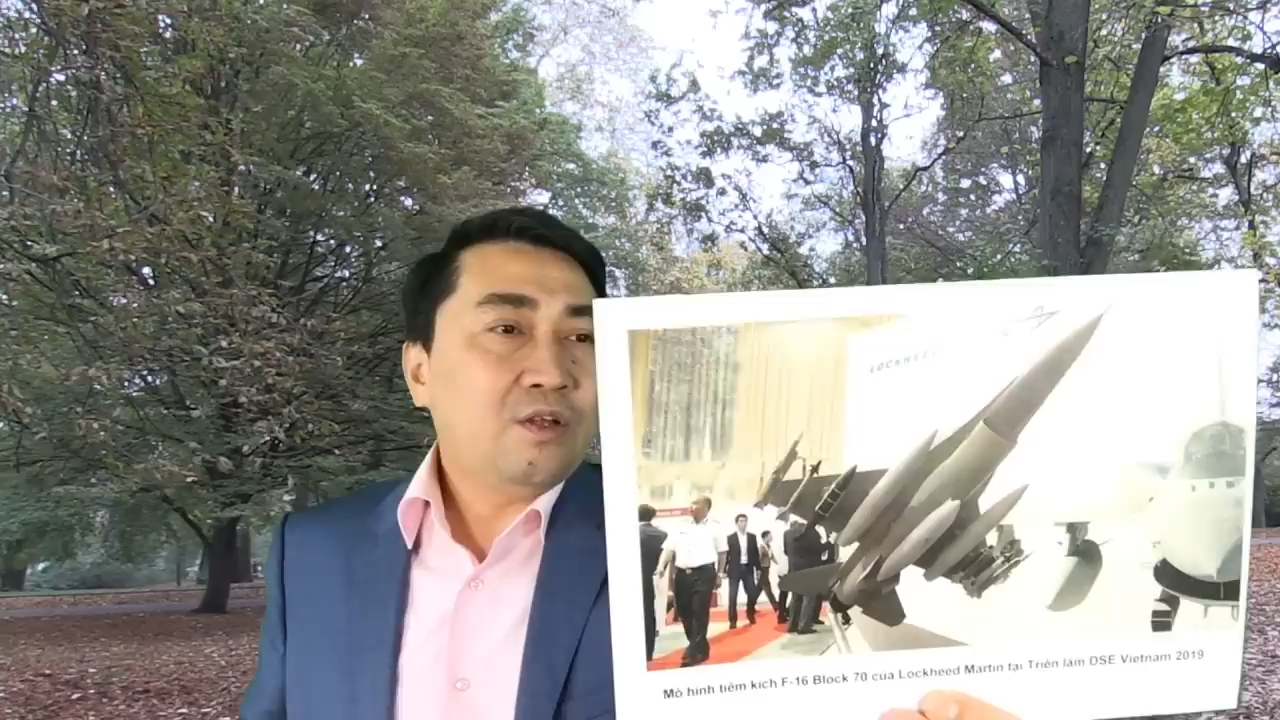 LOCKHEED
Mô hình tiêm kích F-16 Block 70 của Lockheed Martin tại Triển lãm DSE Vietnam 2019